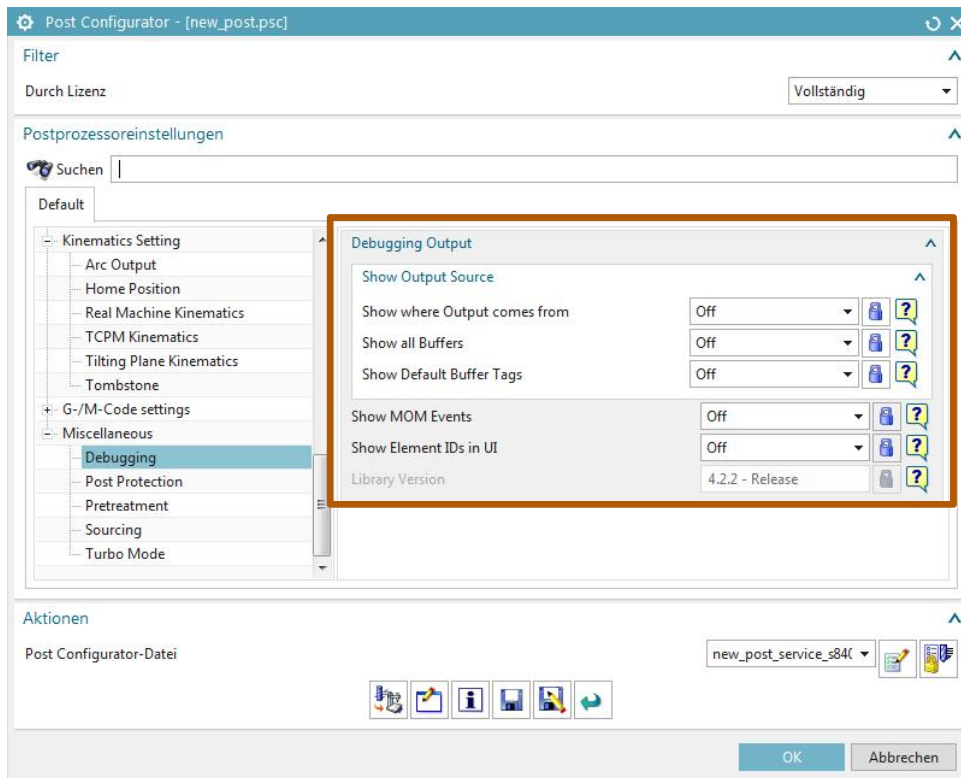 Post Configurator - [new_post.psc]
Filter
Durch Lizenz
Vollständig
Postprozessoreinstellungen
Suchen
Default
Kinematics Setting
Arc Output
Home Position
Real Machine Kinematics
TCPM Kinematics
Tilting Plane Kinematics
Tombstone
G-/M-Code settings
Miscellaneous
Debugging
Post Protection
Pretreatment
Sourcing
Turbo Mode
Debugging Output
Show Output Source
Show where Output comes from Off
Show all Buffers Off
Show Default Buffer Tags Off
Show MOM Events Off
Show Element IDs in UI Off
Library Version 4.2.2 - Release
Aktionen
Post Configurator-Datei
new_post_service_s84(
OK
Abbrechen